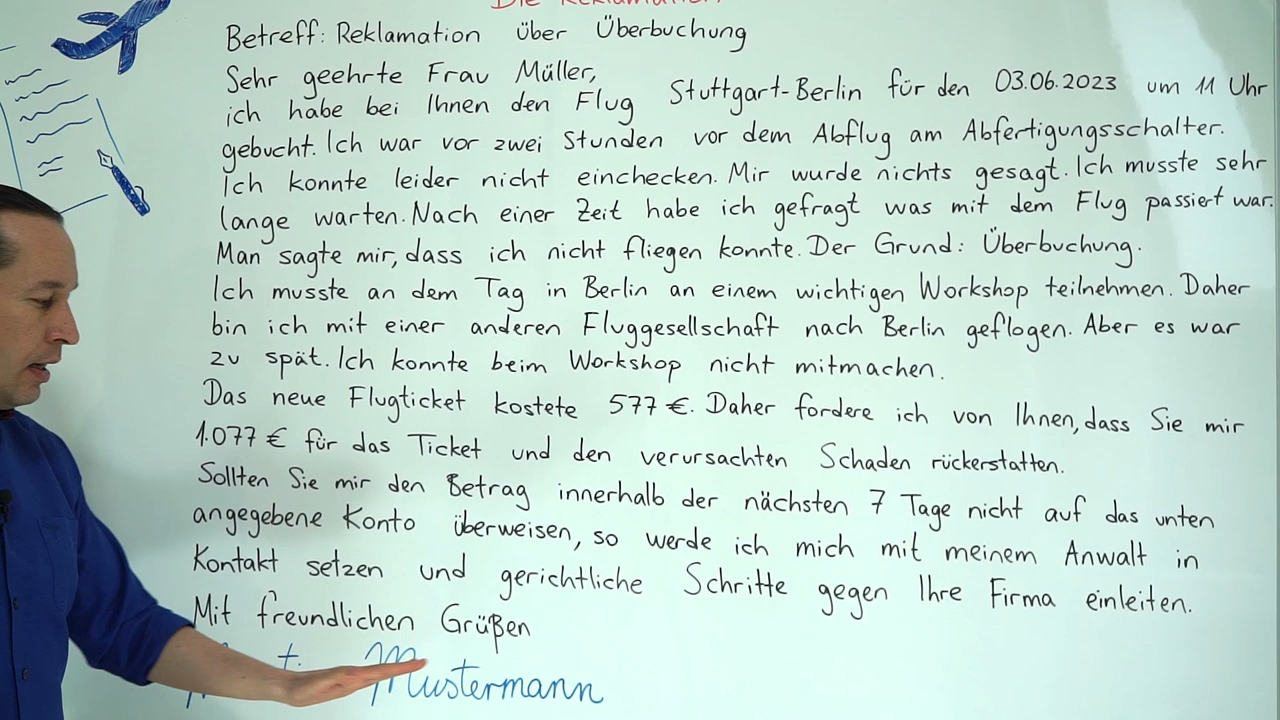 Die Reklamation
Betreff: Reklamation über Überbuchung
Sehr geehrte Frau Müller,
ich habe bei Ihnen den Flug Stuttgart-Berlin für den 03.06.2023 um 11 Uhr
gebucht. Ich war vor zwei Stunden vor dem Abflug am Abfertigungsschalter.
Ich konnte leider nicht einchecken. Mir wurde nichts gesagt. Ich musste sehr
lange warten. Nach einer Zeit habe ich gefragt was mit dem Flug passiert war.
Man sagte mir, dass ich nicht fliegen konnte. Der Grund: Überbuchung.
Ich musste an dem Tag in Berlin an einem wichtigen Workshop teilnehmen. Daher
bin ich mit einer anderen Fluggesellschaft nach Berlin geflogen. Aber es war
zu spät. Ich konnte beim Workshop nicht mitmachen.
Das neue Flugticket kostete 577 €. Daher fordere ich von Ihnen, dass Sie mir
1.077 € für das Ticket und den verursachten Schaden rückerstatten.
Sollten Sie mir den Betrag innerhalb der nächsten 7 Tage nicht auf das unten
angegebene Konto überweisen, so werde ich mich mit meinem Anwalt in
Kontakt setzen und gerichtliche Schritte gegen Ihre Firma einleiten.
Mit freundlichen Grüßen
Mustermann